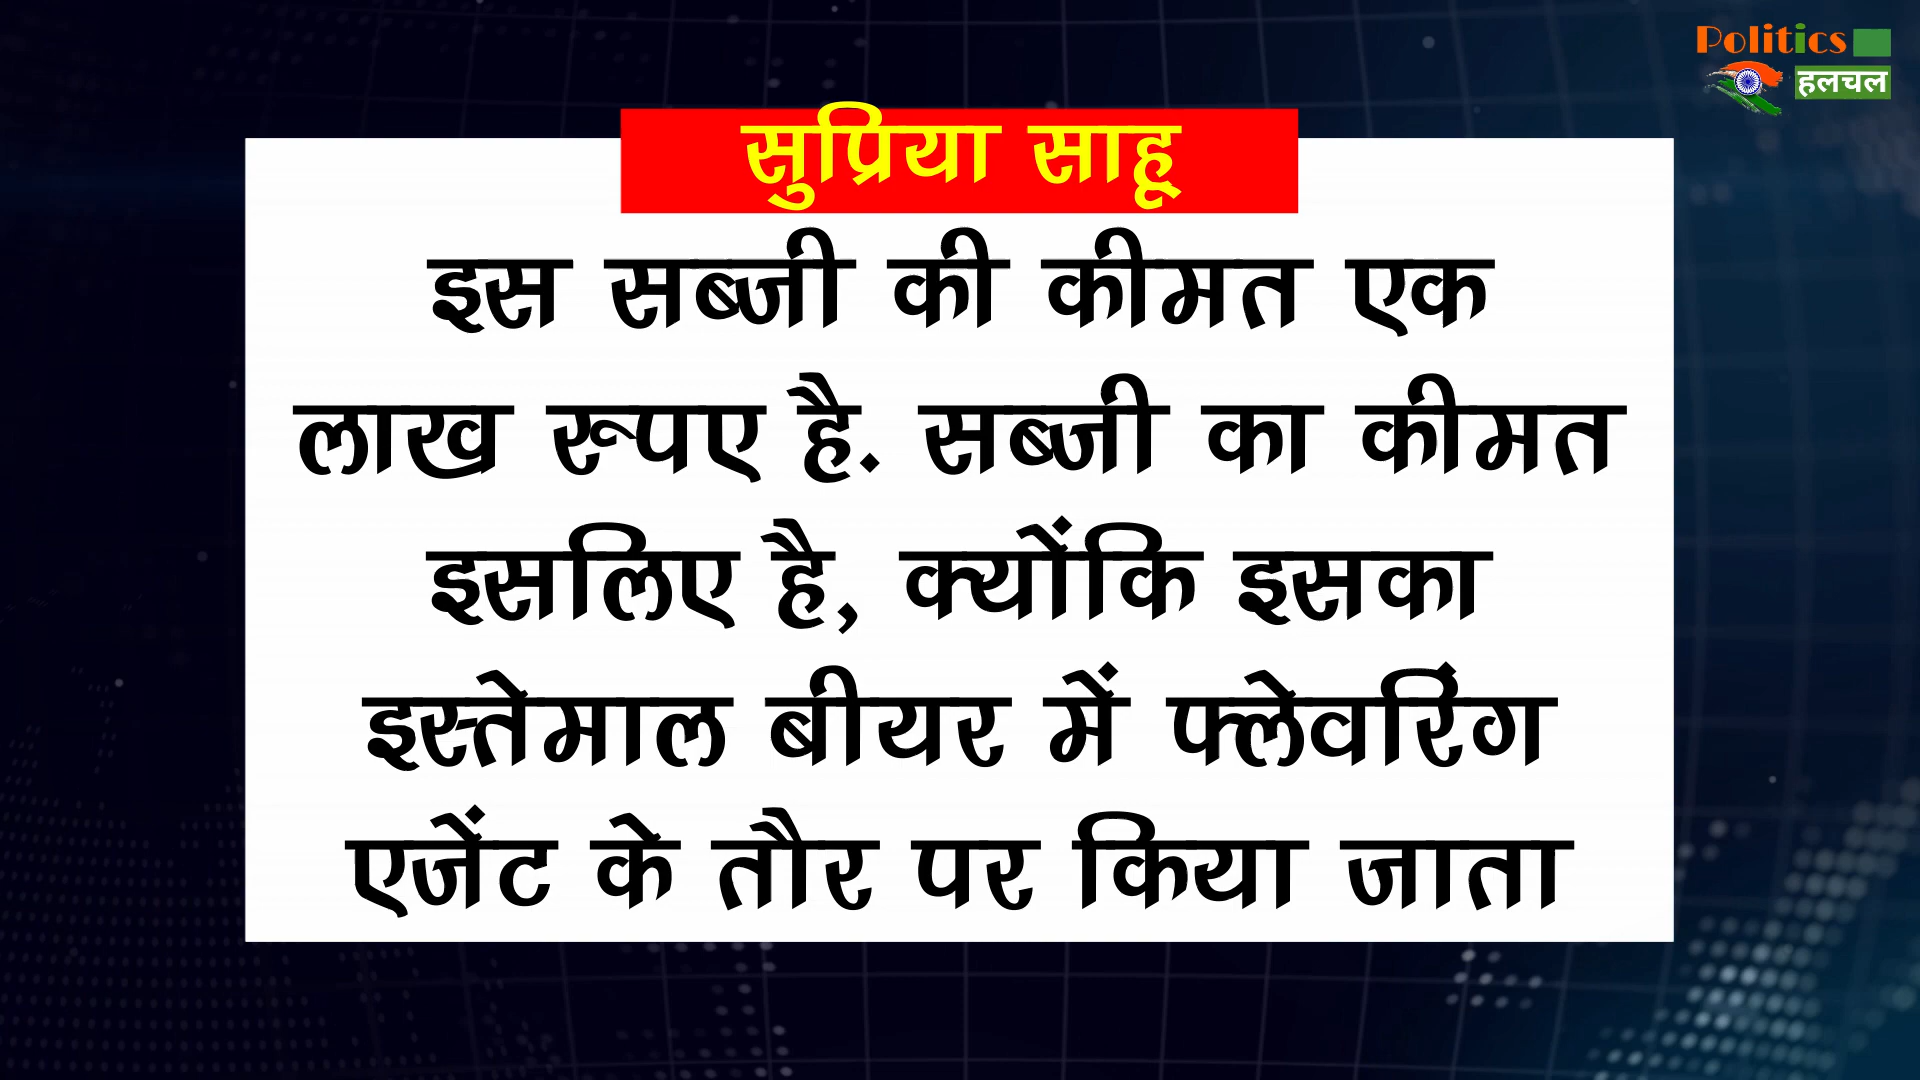 Politics
हलचल
सुप्रिया साहू
इस सब्जी की कीमत एक
लाख रूपए है. सब्जी का कीमत
इसलिए है, क्योंकि इसका
इस्तेमाल बीयर में फ्लेवरिंग
एजेंट के तौर पर किया जाता